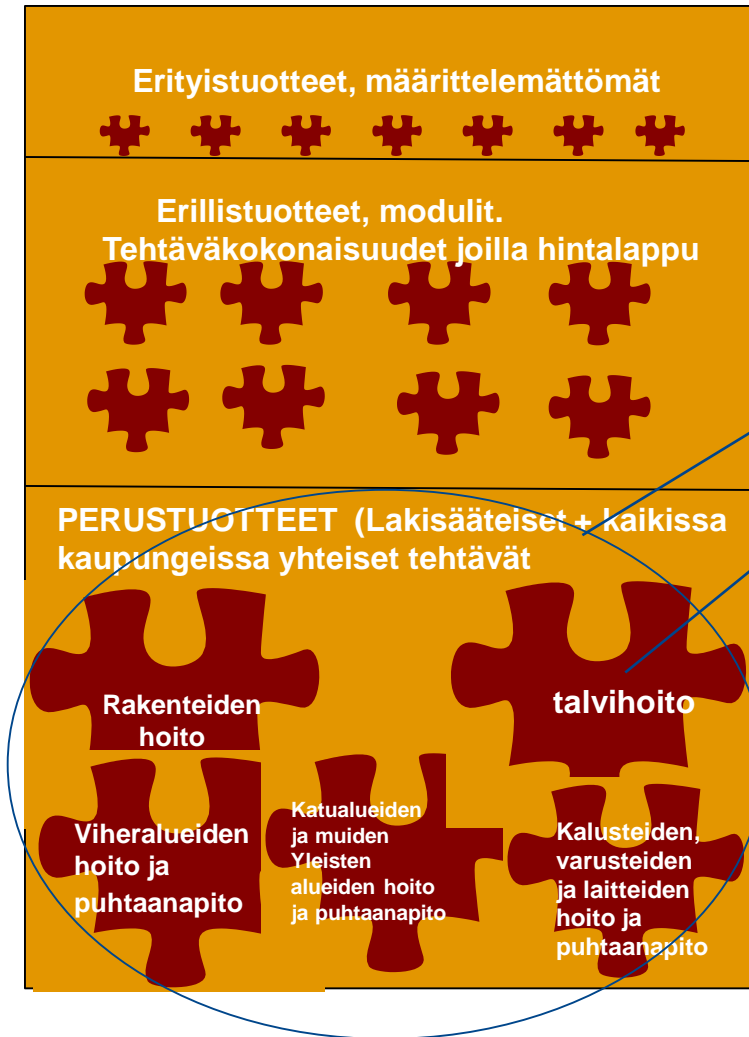 Erityistuotteet, määrittelemättömät
Erillistuotteet, modulit.
Tehtäväkokonaisuudet joilla hintalappu
PERUSTUOTTEET (Lakisääteiset + kaikissa
kaupungeissa yhteiset tehtävät
Rakenteiden
hoito
talvihoito
Viheralueiden
hoito ja
puhtaanapito
Katualueiden
ja muiden
Yleisten
alueiden hoito
ja puhtaanapito
Kalusteiden,
varusteiden
ja laitteiden
hoito ja
puhtaanapito